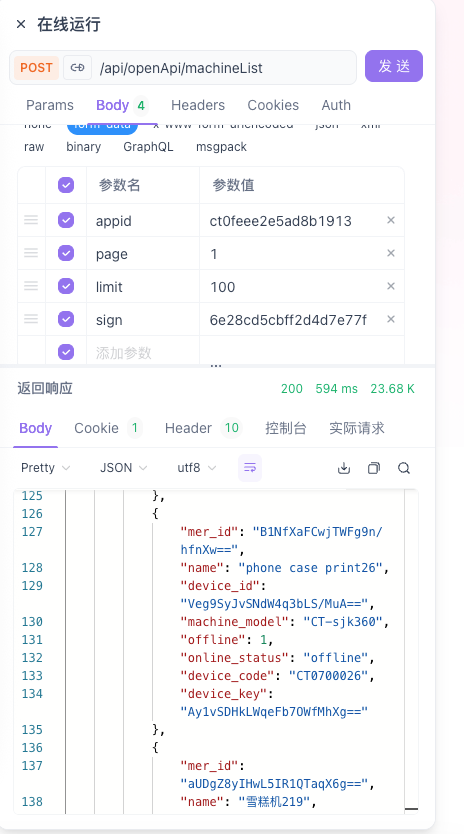 × 在线运行
POST /api/openApi/machineList 发 送
Params Body 4 Headers Cookies Auth
none form-data x-www-form-urlencoded json xml
raw binary GraphQL msgpack
参数名 参数值
appid ct0feee2e5ad8b1913 ×
page 1 ×
limit 100 ×
sign 6e28cd5cbff2d4d7e77f ×
添加参数
...
返回响应 200 594 ms 23.68 K
Body Cookie 1 Header 10 控制台 实际请求
Pretty JSON utf8
125 },
126 {
127 "mer_id": "B1NfXaFCwjTWFg9n/
hfnXw==",
128 "name": "phone case print26",
129 "device_id":
"Veg9SyJvSNdW4q3bLS/MuA==",
130 "machine_model": "CT-sjk360",
131 "offline": 1,
132 "online_status": "offline",
133 "device_code": "CT0700026",
134 "device_key":
"Ay1vSDHkLWqeFb7OWfMhXg=="
135 },
136 {
137 "mer_id":
"aUDgZ8yIHwL5IR1QTaqX6g==",
138 "name": "雪糕机219",